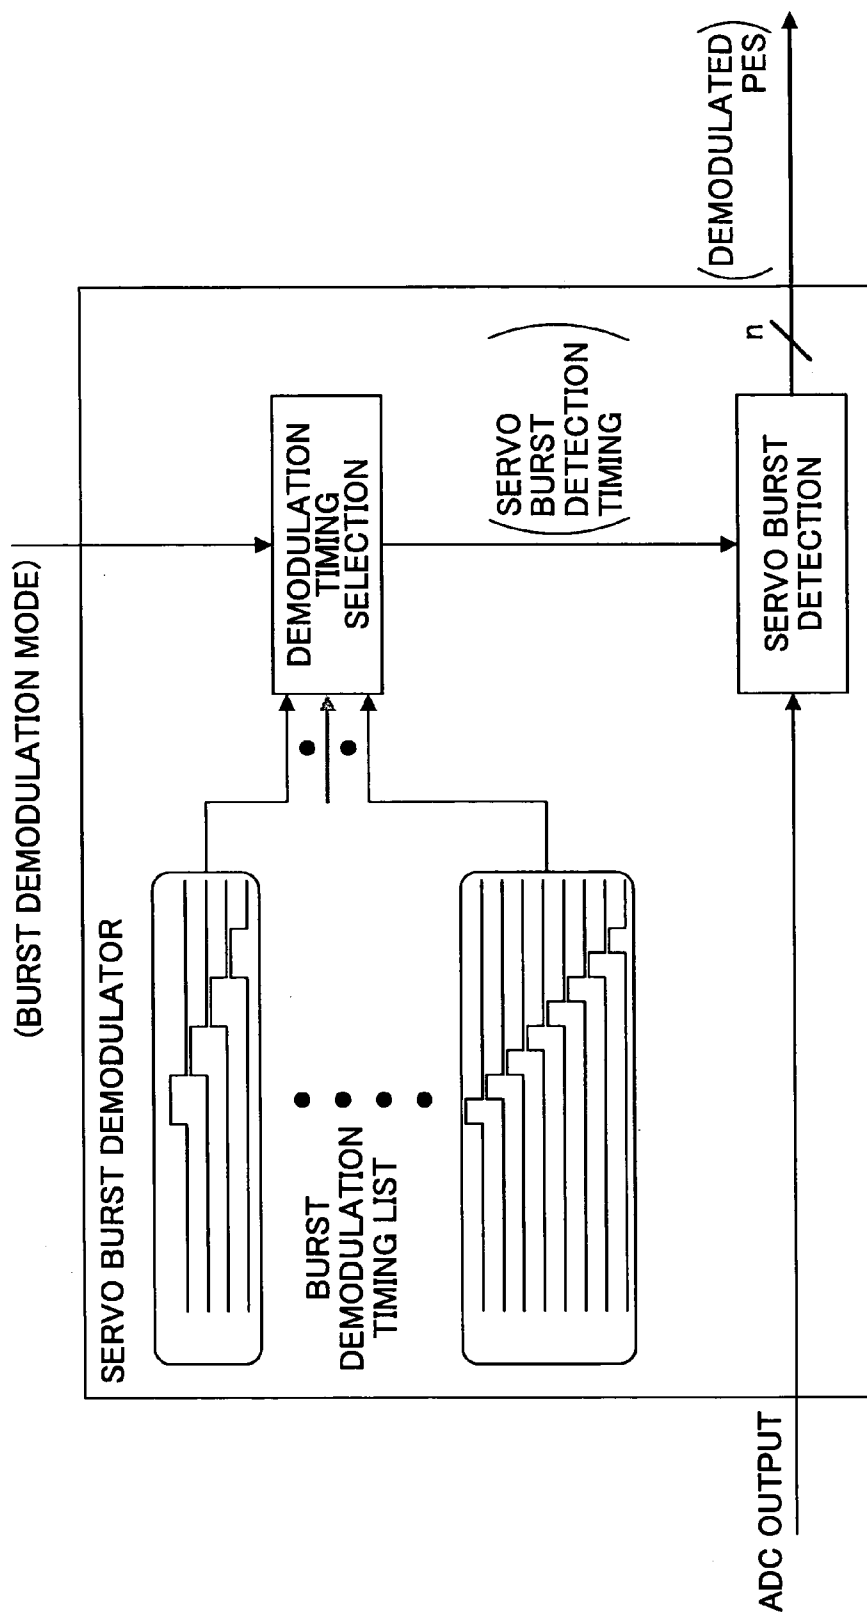 (BURST DEMODULATION MODE)
SERVO BURST DEMODULATOR
BURST
DEMODULATION
TIMING LIST
DEMODULATION
TIMING
SELECTION
(SERVO
BURST
DETECTION
TIMING)
ADC OUTPUT
SERVO BURST
DETECTION
n
(DEMODULATED
PES)